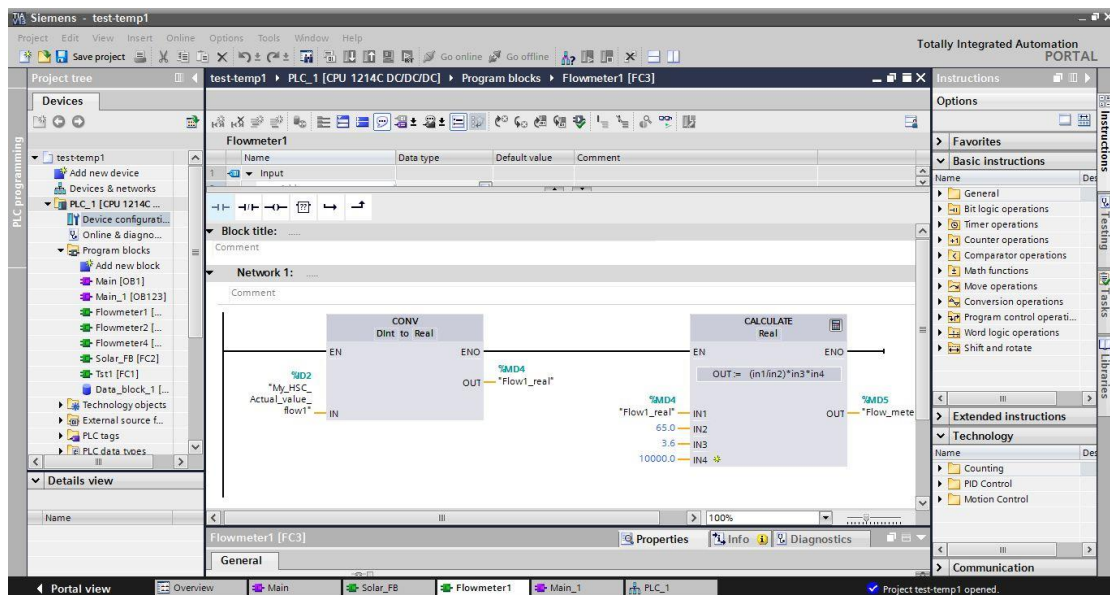 Siemens - test-temp1
Project Edit View Insert Online Options Tools Window Help
Totally Integrated Automation
PORTAL
Save project
Go online
Go offline
Project tree
Devices
PLC programming
test-temp1
Add new device
Devices & networks
PLC_1 [CPU 1214C ...
Device configurati...
Online & diagno...
Program blocks
Add new block
Main [OB1]
Main_1 [OB123]
Flowmeter1 [...
Flowmeter2 [...
Flowmeter4 [...
Solar_FB [FC2]
Tst1 [FC1]
Data_block_1 [...
Technology objects
External source f...
PLC tags
PLC data types
Details view
Name
test-temp1 PLC_1 [CPU 1214C DC/DC/DC] Program blocks Flowmeter1 [FC3]
Flowmeter1
Name Data type Default value Comment
1 Input
??
Block title: .....
Comment
Network 1: .....
Comment
CONV
DInt to Real
EN ENO
%ID2
"My_HSC_
Actual_value_
flow1" IN
%MD4
OUT "Flow1_real"
CALCULATE
Real
EN ENO
OUT := (in1/in2)*in3*in4
%MD4
"Flow1_real" IN1
65.0 IN2
3.6 IN3
10000.0 IN4
%MD5
OUT "Flow_mete
100%
Flowmeter1 [FC3]
Properties Info Diagnostics
General
Instructions
Options
Favorites
Basic instructions
Name Des
General
Bit logic operations
Timer operations
Counter operations
Comparator operations
Math functions
Move operations
Conversion operations
Program control operati...
Word logic operations
Shift and rotate
Extended instructions
Technology
Name Des
Counting
PID Control
Motion Control
Communication
Instructions
Testing
Tasks
Libraries
Portal view
Overview
Main
Solar_FB
Flowmeter1
Main_1
PLC_1
Project test-temp1 opened.